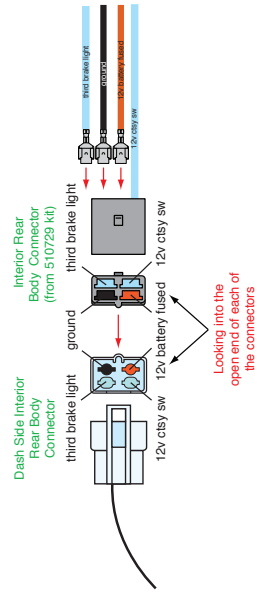 Dash Side Interior
Rear Body
Connector
third brake light
ground
12v ctsy sw
12v battery fused
Interior Rear
Body Connector
(from 510729 kit)
third brake light
12v ctsy sw
Looking into the
open end of each of
the connectors
third brake light
ground
12v battery fused
12v ctsy sw